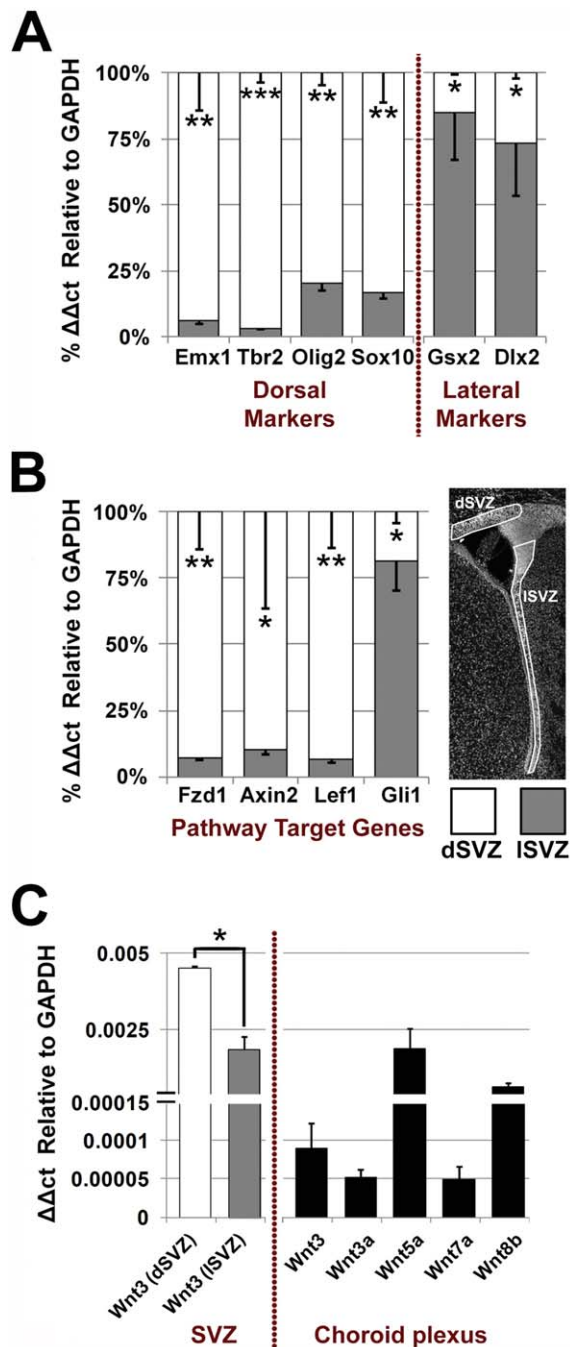 A
% ΔΔct Relative to GAPDH
100%
75%
50%
25%
0%
** *** ** ** * *
Emx1 Tbr2 Olig2 Sox10 Gsx2 Dlx2
Dorsal Markers
Lateral Markers
B
% ΔΔct Relative to GAPDH
100%
75%
50%
25%
0%
** * ** *
Fzd1 Axin2 Lef1 Gli1
Pathway Target Genes
dSVZ
lSVZ
dSVZ lSVZ
C
ΔΔct Relative to GAPDH
0.005
0.0025
0.00015
0.0001
0.00005
0
*
Wnt3 (dSVZ)
Wnt3 (lSVZ)
Wnt3
Wnt3a
Wnt5a
Wnt7a
Wnt8b
SVZ
Choroid plexus